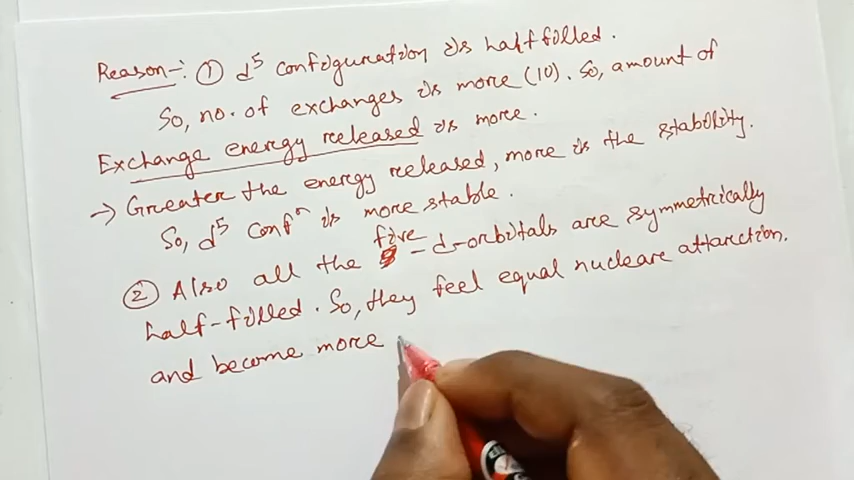 Reason-: ① d⁵ configuration is half filled.
So, no. of exchanges is more (10). So, amount of
Exchange energy released is more.
→ Greater the energy released, more is the stability.
So, d⁵ confⁿ is more stable.
② Also all the five - d-orbitals are symmetrically
half-filled. So, they feel equal nuclear attarction.
and become more